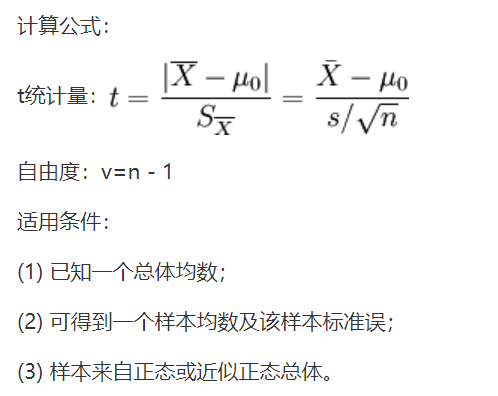 计算公式：
t统计量：$t = \frac{|\overline{X} - \mu_0|}{S_{\overline{X}}} = \frac{\bar{X} - \mu_0}{s/\sqrt{n}}$
自由度：v=n - 1
适用条件：
(1) 已知一个总体均数；
(2) 可得到一个样本均数及该样本标准误；
(3) 样本来自正态或近似正态总体。